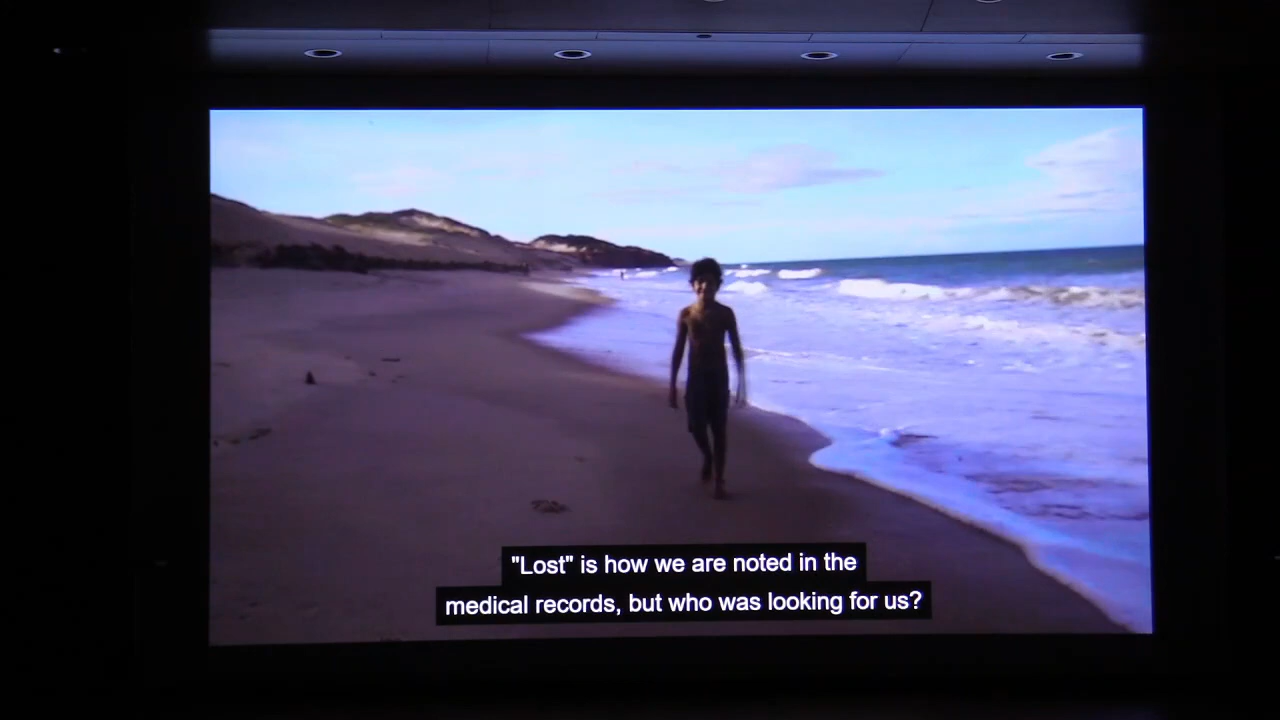 "Lost" is how we are noted in the
medical records, but who was looking for us?